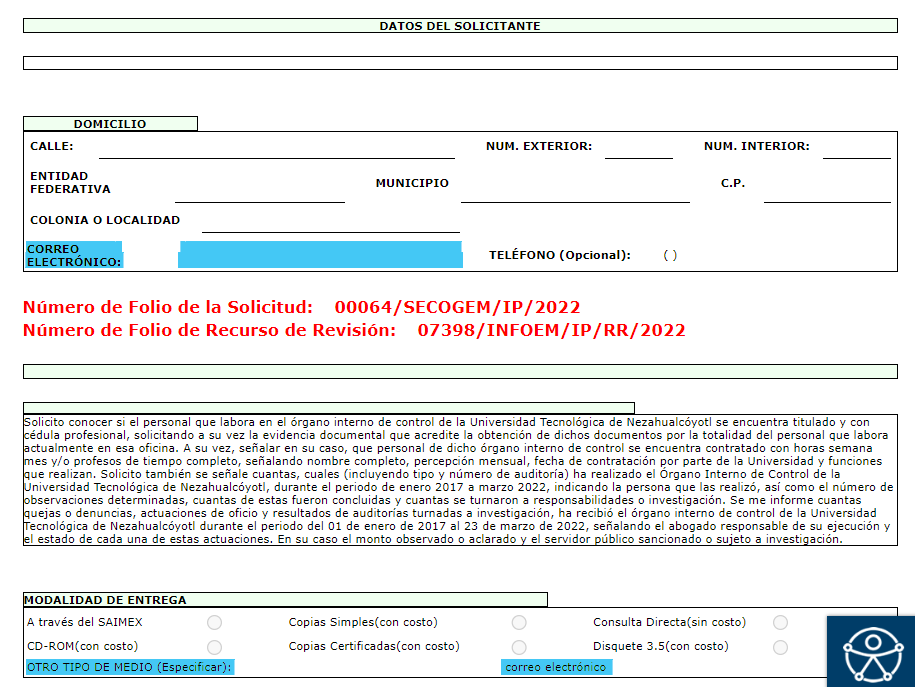 DATOS DEL SOLICITANTE
DOMICILIO
CALLE: NUM. EXTERIOR: NUM. INTERIOR:
ENTIDAD
FEDERATIVA MUNICIPIO C.P.
COLONIA O LOCALIDAD
CORREO
ELECTRÓNICO: TELÉFONO (Opcional): ( )
Número de Folio de la Solicitud: 00064/SECOGEM/IP/2022
Número de Folio de Recurso de Revisión: 07398/INFOEM/IP/RR/2022
Solicito conocer si el personal que labora en el órgano interno de control de la Universidad Tecnológica de Nezahualcóyotl se encuentra titulado y con
cédula profesional, solicitando a su vez la evidencia documental que acredite la obtención de dichos documentos por la totalidad del personal que labora
actualmente en esa oficina. A su vez, señalar en su caso, que personal de dicho órgano interno de control se encuentra contratado con horas semana
mes y/o profesos de tiempo completo, señalando nombre completo, percepción mensual, fecha de contratación por parte de la Universidad y funciones
que realizan. Solicito también se señale cuantas, cuales (incluyendo tipo y número de auditoría) ha realizado el Órgano Interno de Control de la
Universidad Tecnológica de Nezahualcóyotl, durante el periodo de enero 2017 a marzo 2022, indicando la persona que las realizó, así como el número de
observaciones determinadas, cuantas de estas fueron concluidas y cuantas se turnaron a responsabilidades o investigación. Se me informe cuantas
quejas o denuncias, actuaciones de oficio y resultados de auditorías turnadas a investigación, ha recibió el órgano interno de control de la Universidad
Tecnológica de Nezahualcóyotl durante el periodo del 01 de enero de 2017 al 23 de marzo de 2022, señalando el abogado responsable de su ejecución y
el estado de cada una de estas actuaciones. En su caso el monto observado o aclarado y el servidor público sancionado o sujeto a investigación.
MODALIDAD DE ENTREGA
A través del SAIMEX Copias Simples(con costo) Consulta Directa(sin costo)
CD-ROM(con costo) Copias Certificadas(con costo) Disquete 3.5(con costo)
OTRO TIPO DE MEDIO (Especificar): correo electrónico